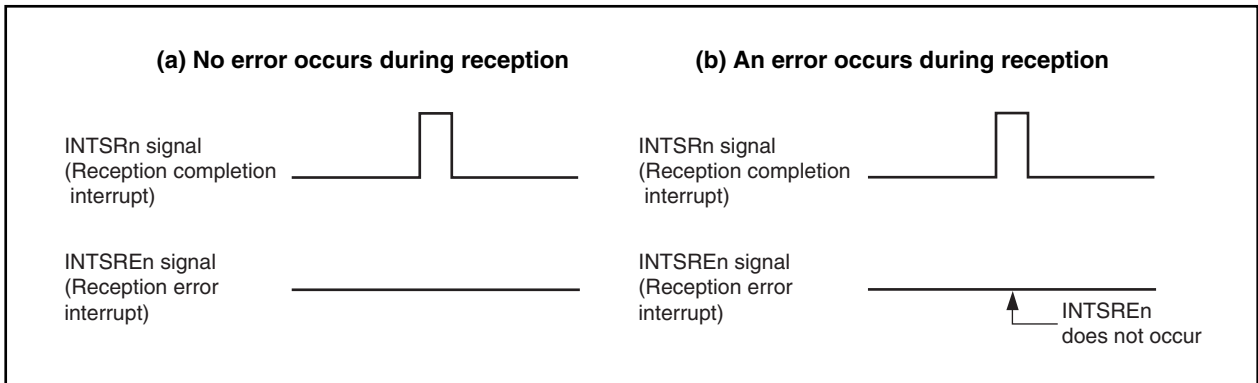 (a) No error occurs during reception
INTSRn signal
(Reception completion
interrupt)
INTSREn signal
(Reception error
interrupt)
(b) An error occurs during reception
INTSRn signal
(Reception completion
interrupt)
INTSREn signal
(Reception error
interrupt)
INTSREn
does not occur